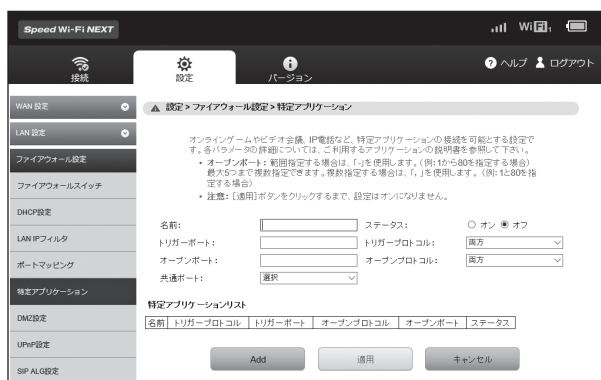 Speed Wi-Fi NEXT
WiFi 1
接続
設定
バージョン
ヘルプ
ログアウト
WAN 設定
LAN 設定
ファイアウォール設定
ファイアウォールスイッチ
DHCP設定
LAN IPフィルタ
ポートマッピング
特定アプリケーション
DMZ設定
UPnP設定
SIP ALG設定
設定 > ファイアウォール設定 > 特定アプリケーション
オンラインゲームやビデオ会議、IP電話など、特定アプリケーションの接続を可能とする設定で
す。各パラメータの詳細については、ご利用するアプリケーションの説明書を参照して下さい。
• オープンポート: 範囲指定する場合は、「-」を使用します。(例: 1から80を指定する場合)
最大5つまで複数指定できます。複数指定する場合は、「, 」を使用します。 (例: 1と80を指
定する場合)
• 注意: [適用]ボタンをクリックするまで、設定はオンになりません。
名前:
ステータス:
オン
オフ
トリガーポート:
トリガープロトコル:
両方
オープンポート:
オープンプロトコル:
両方
共通ポート:
選択
特定アプリケーションリスト
名前 トリガープロトコル トリガーポート オープンプロトコル オープンポート ステータス
Add
適用
キャンセル